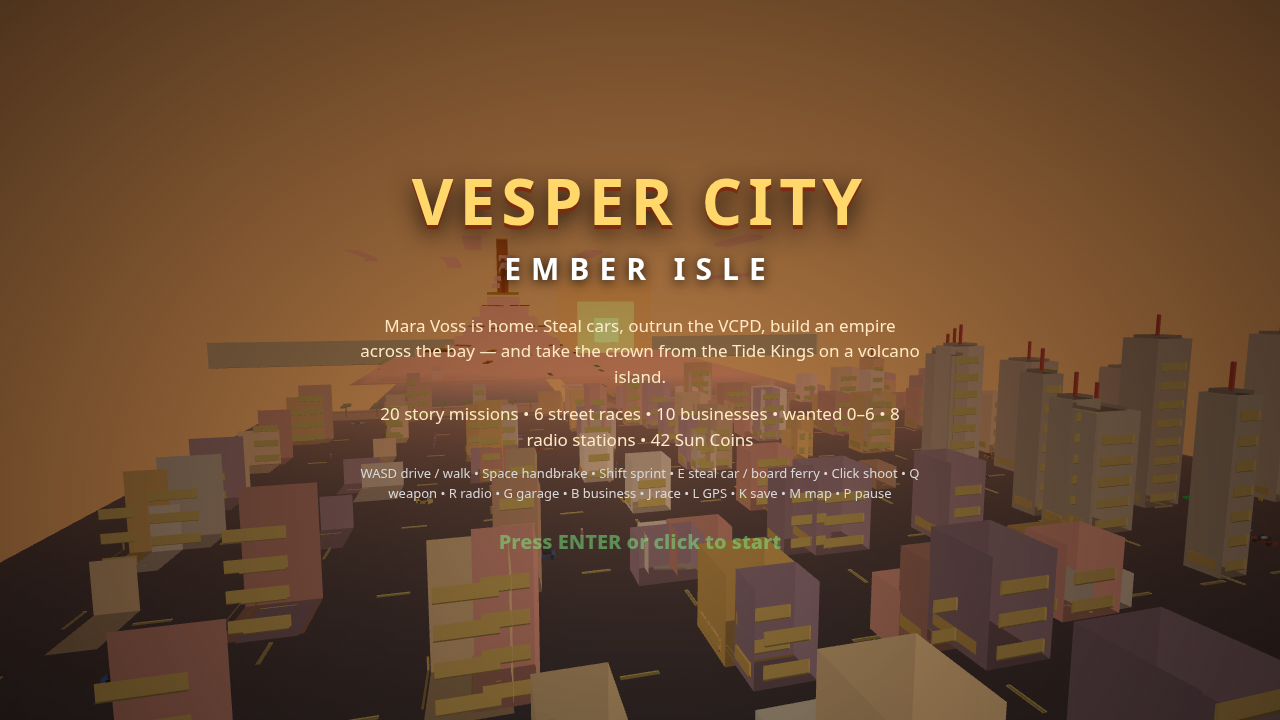 VESPER CITY
EMBER ISLE
Mara Voss is home. Steal cars, outrun the VCPD, build an empire
across the bay — and take the crown from the Tide Kings on a volcano
island.
20 story missions • 6 street races • 10 businesses • wanted 0–6 • 8
radio stations • 42 Sun Coins
WASD drive / walk • Space handbrake • Shift sprint • E steal car / board ferry • Click shoot • Q
weapon • R radio • G garage • B business • J race • L GPS • K save • M map • P pause
Press ENTER or click to start